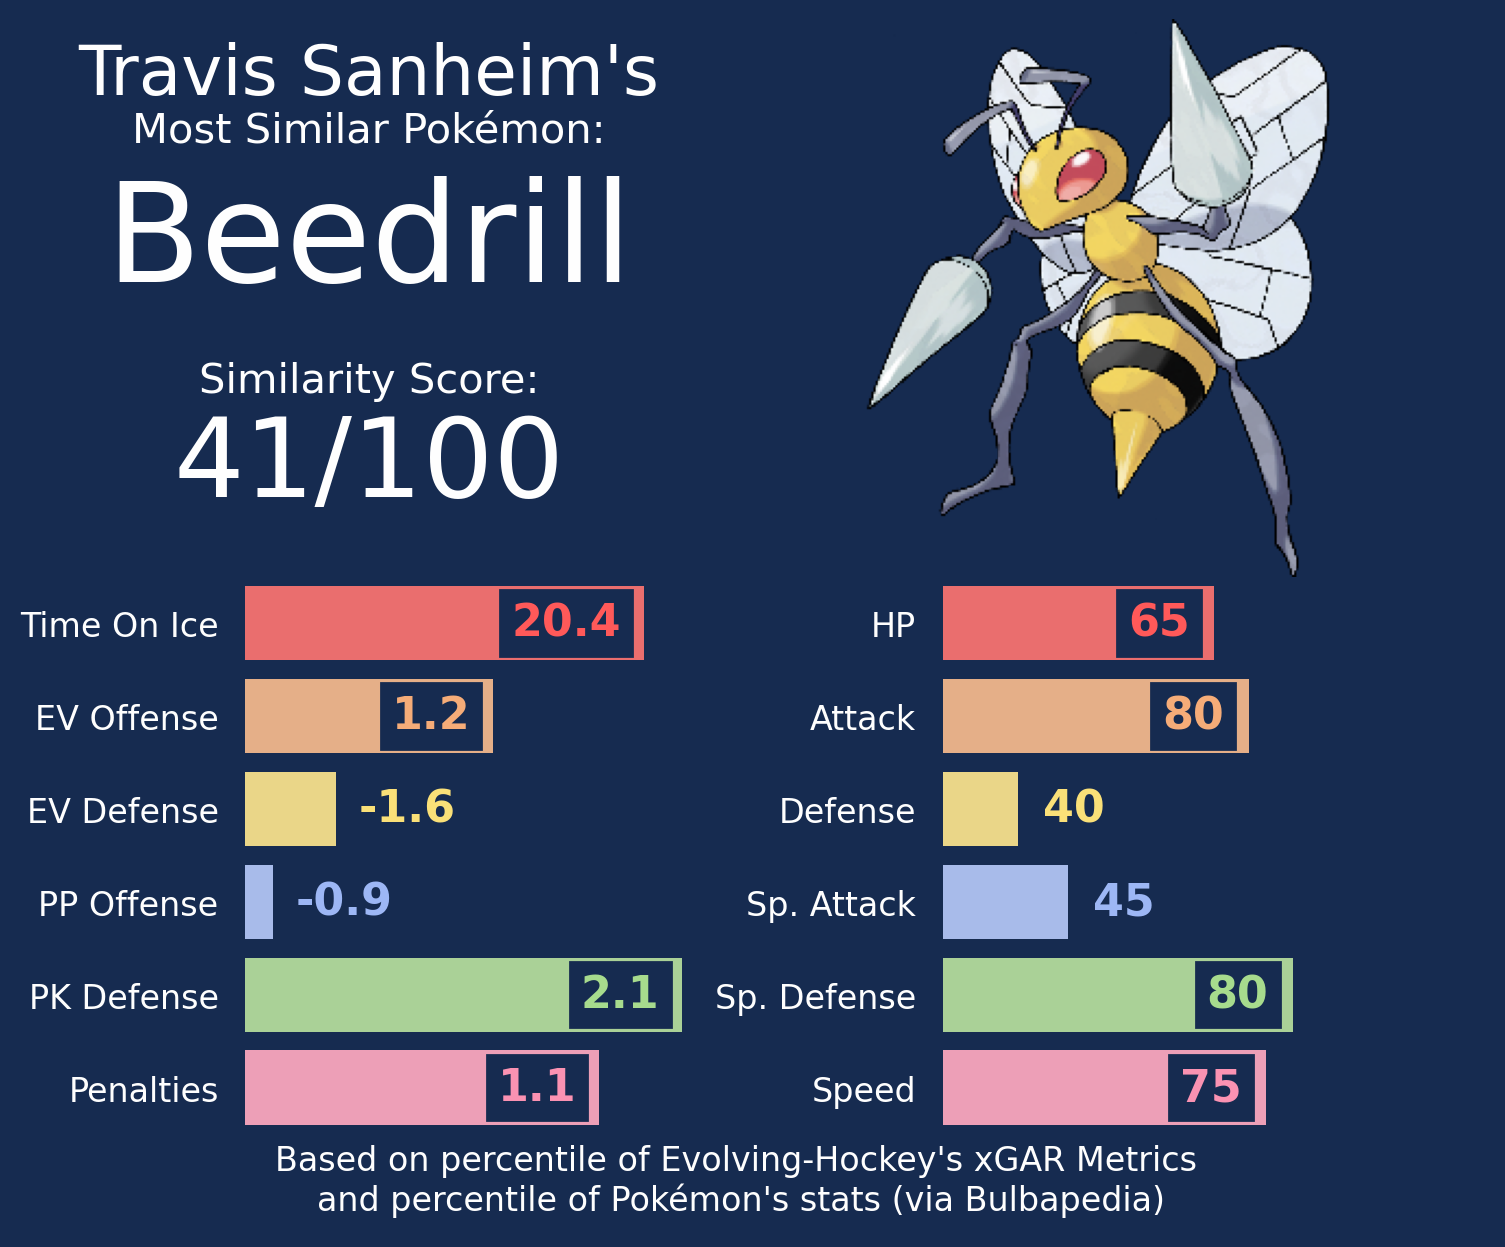 Travis Sanheim's
Most Similar Pokémon:
Beedrill
Similarity Score:
41/100
Time On Ice 20.4
EV Offense 1.2
EV Defense -1.6
PP Offense -0.9
PK Defense 2.1
Penalties 1.1
HP 65
Attack 80
Defense 40
Sp. Attack 45
Sp. Defense 80
Speed 75
Based on percentile of Evolving-Hockey's xGAR Metrics
and percentile of Pokémon's stats (via Bulbapedia)